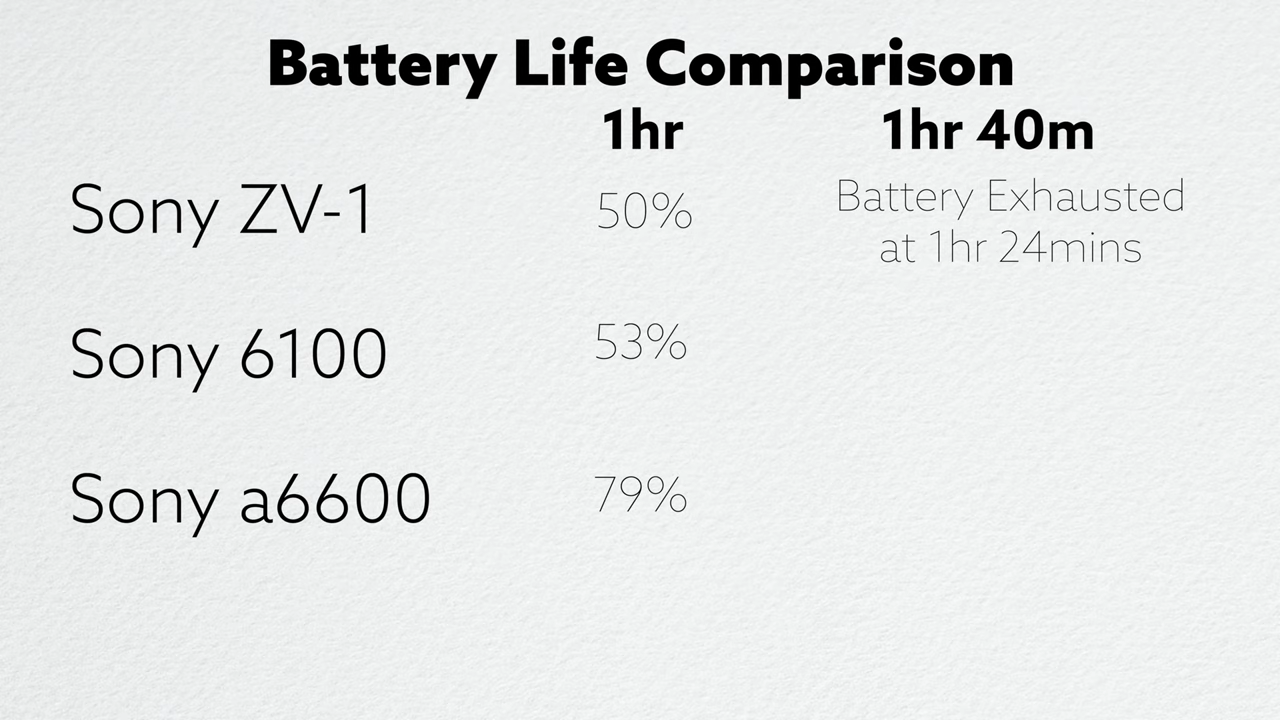 Battery Life Comparison
1hr 1hr 40m
Sony ZV-1 50% Battery Exhausted
at 1hr 24mins
Sony 6100 53%
Sony a6600 79%